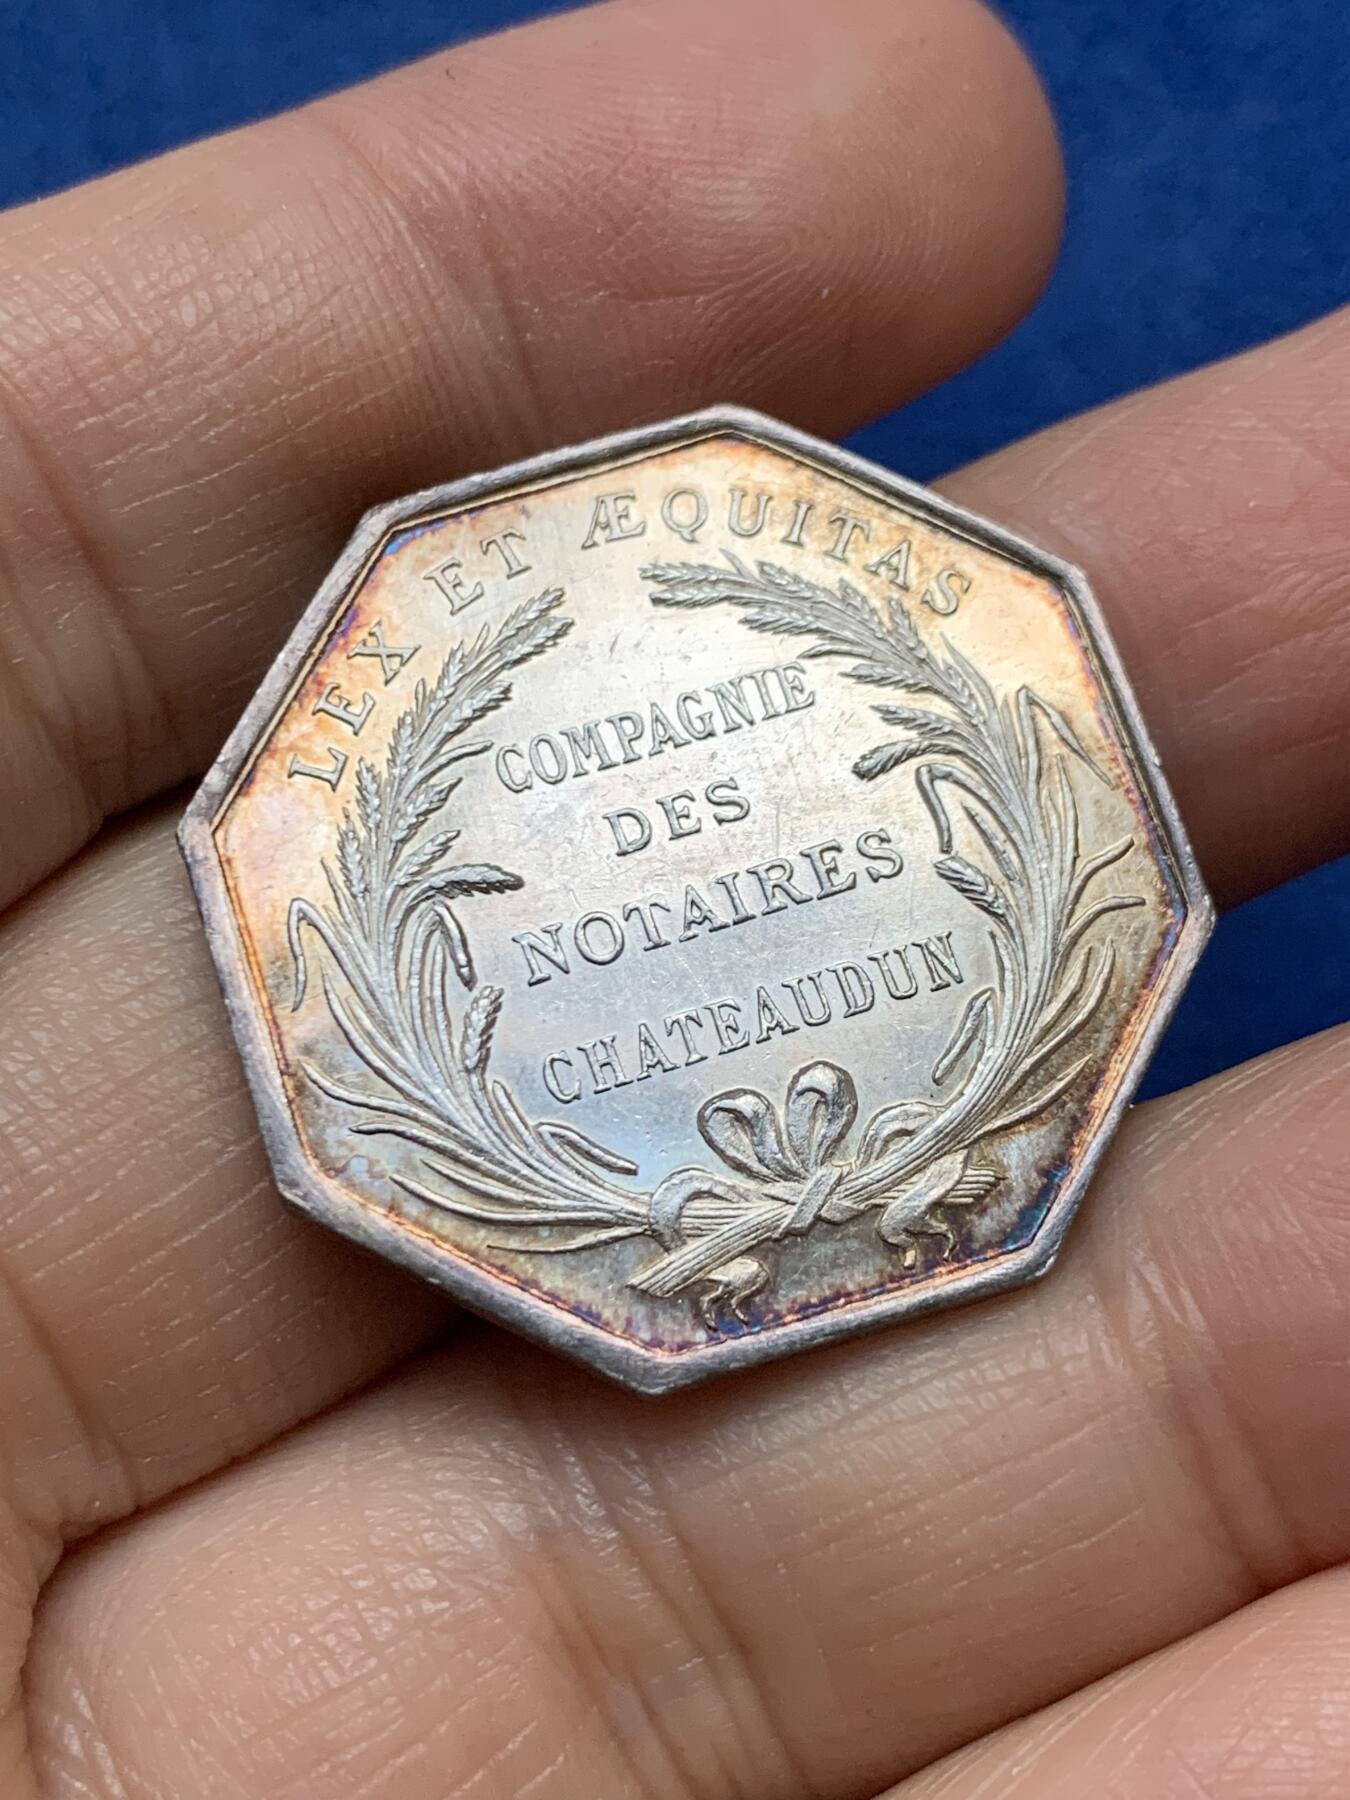 LEX ET ÆQUITAS
COMPAGNIE
DES
NOTAIRES
CHATEAUDUN